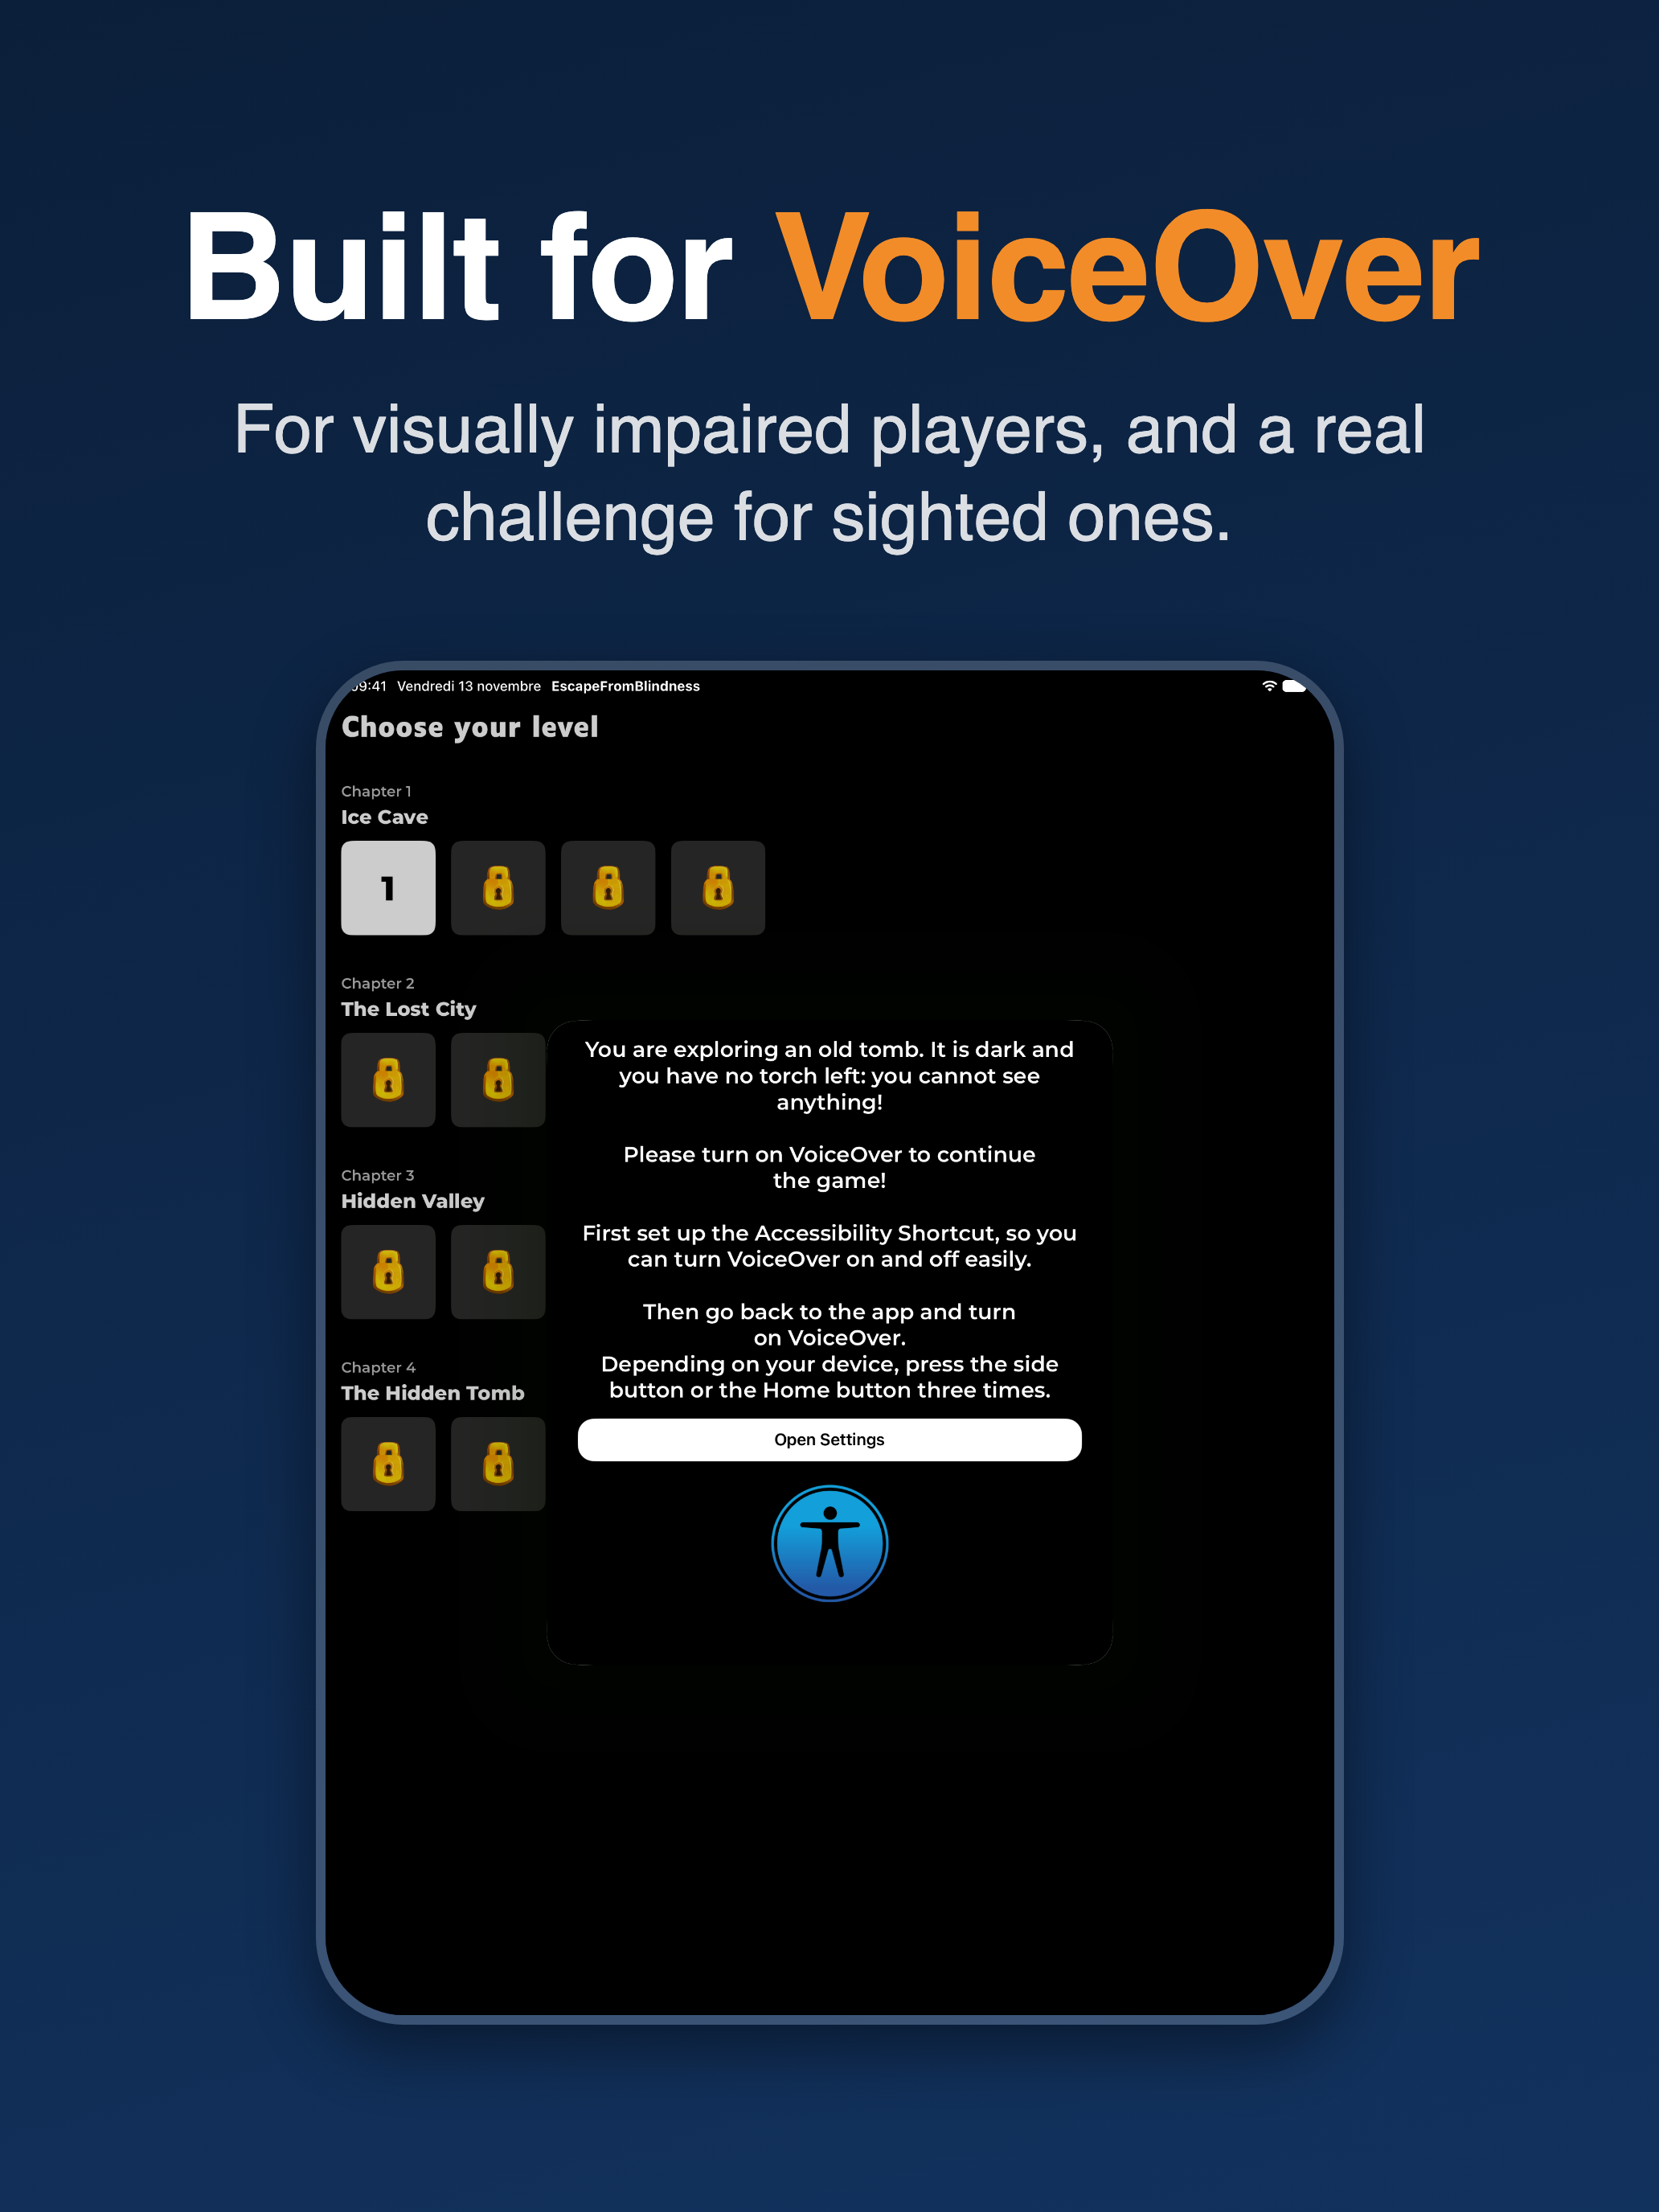 Built for VoiceOver
For visually impaired players, and a real
challenge for sighted ones.
09:41 Vendredi 13 novembre EscapeFromBlindness
Choose your level
Chapter 1
Ice Cave
1
Chapter 2
The Lost City
Chapter 3
Hidden Valley
Chapter 4
The Hidden Tomb
You are exploring an old tomb. It is dark and
you have no torch left: you cannot see
anything!
Please turn on VoiceOver to continue
the game!
First set up the Accessibility Shortcut, so you
can turn VoiceOver on and off easily.
Then go back to the app and turn
on VoiceOver.
Depending on your device, press the side
button or the Home button three times.
Open Settings